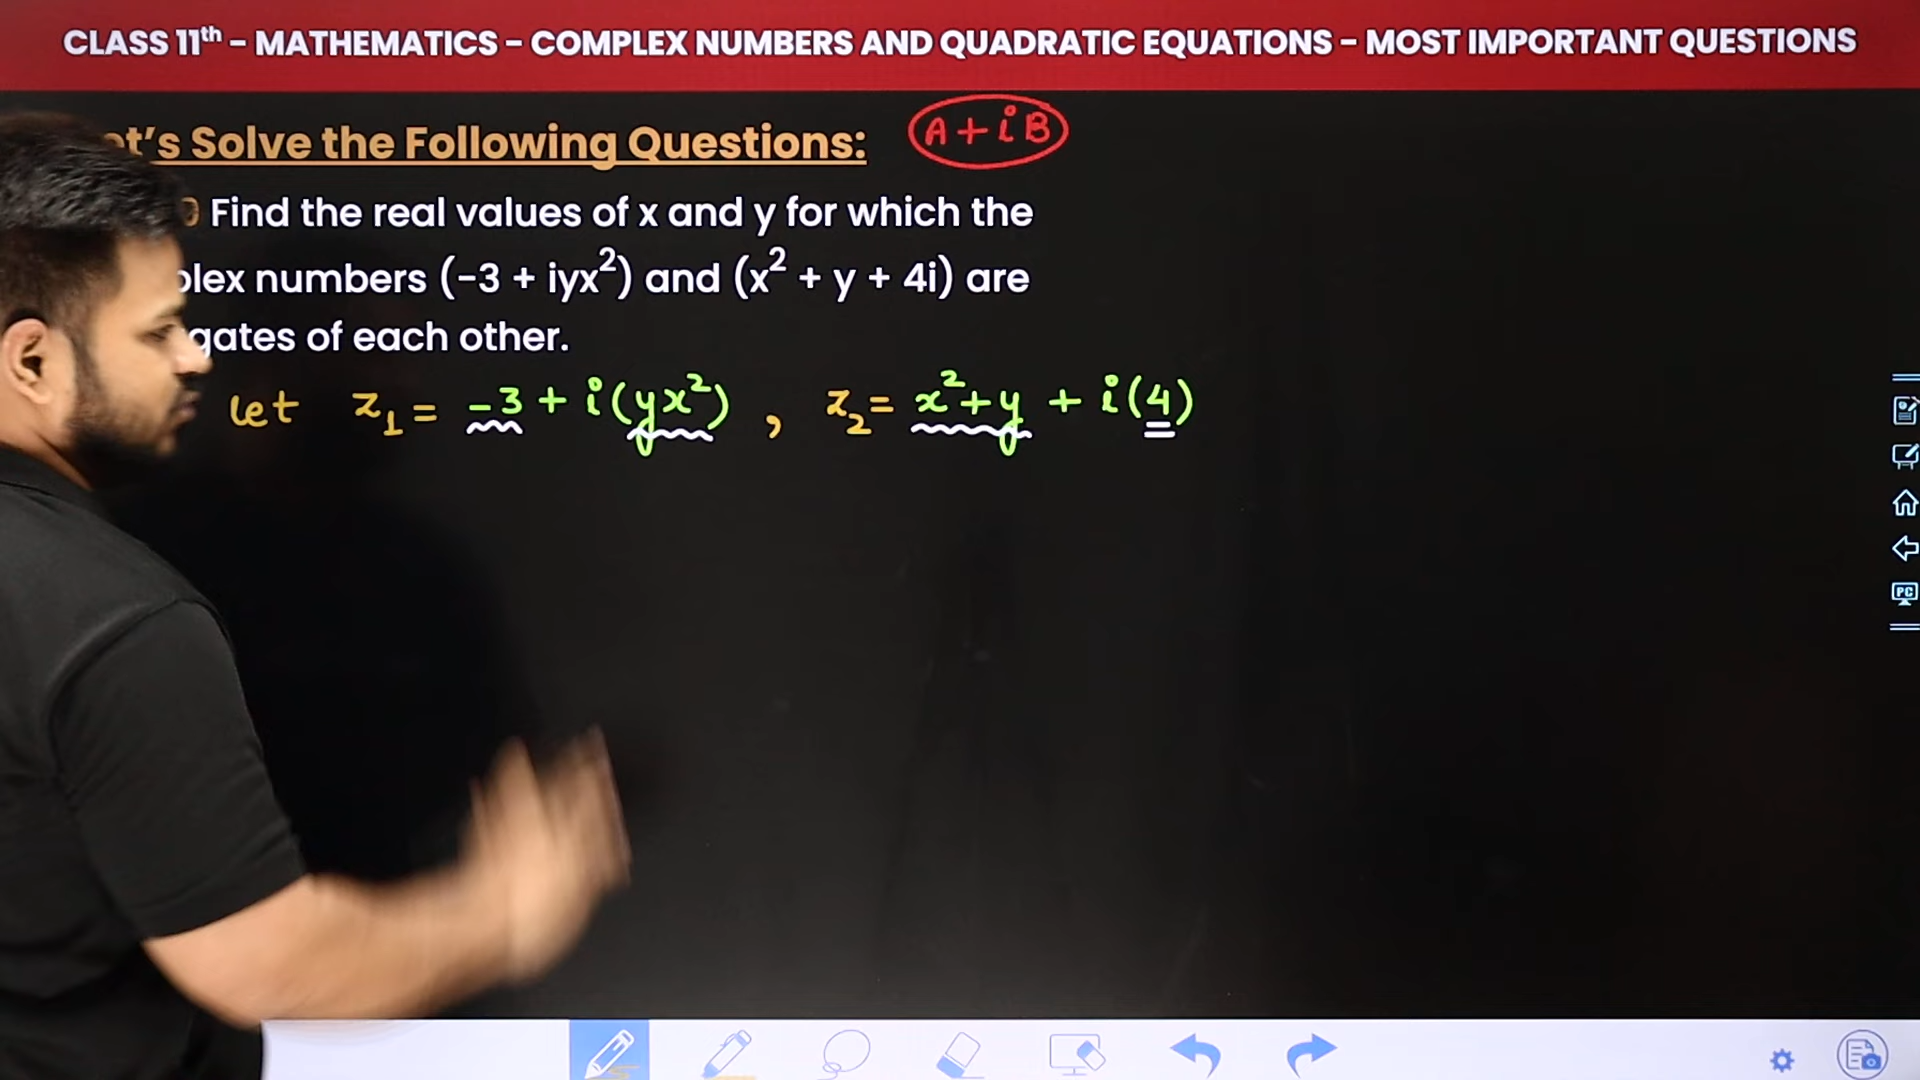 CLASS 11th - MATHEMATICS - COMPLEX NUMBERS AND QUADRATIC EQUATIONS - MOST IMPORTANT QUESTIONS
Solve the Following Questions: A + iB
Find the real values of x and y for which the
numbers (-3 + iyx²) and (x² + y + 4i) are
of each other.
let z₁ = -3 + i(yx²) , z₂ = x²+y + i(4)
PC